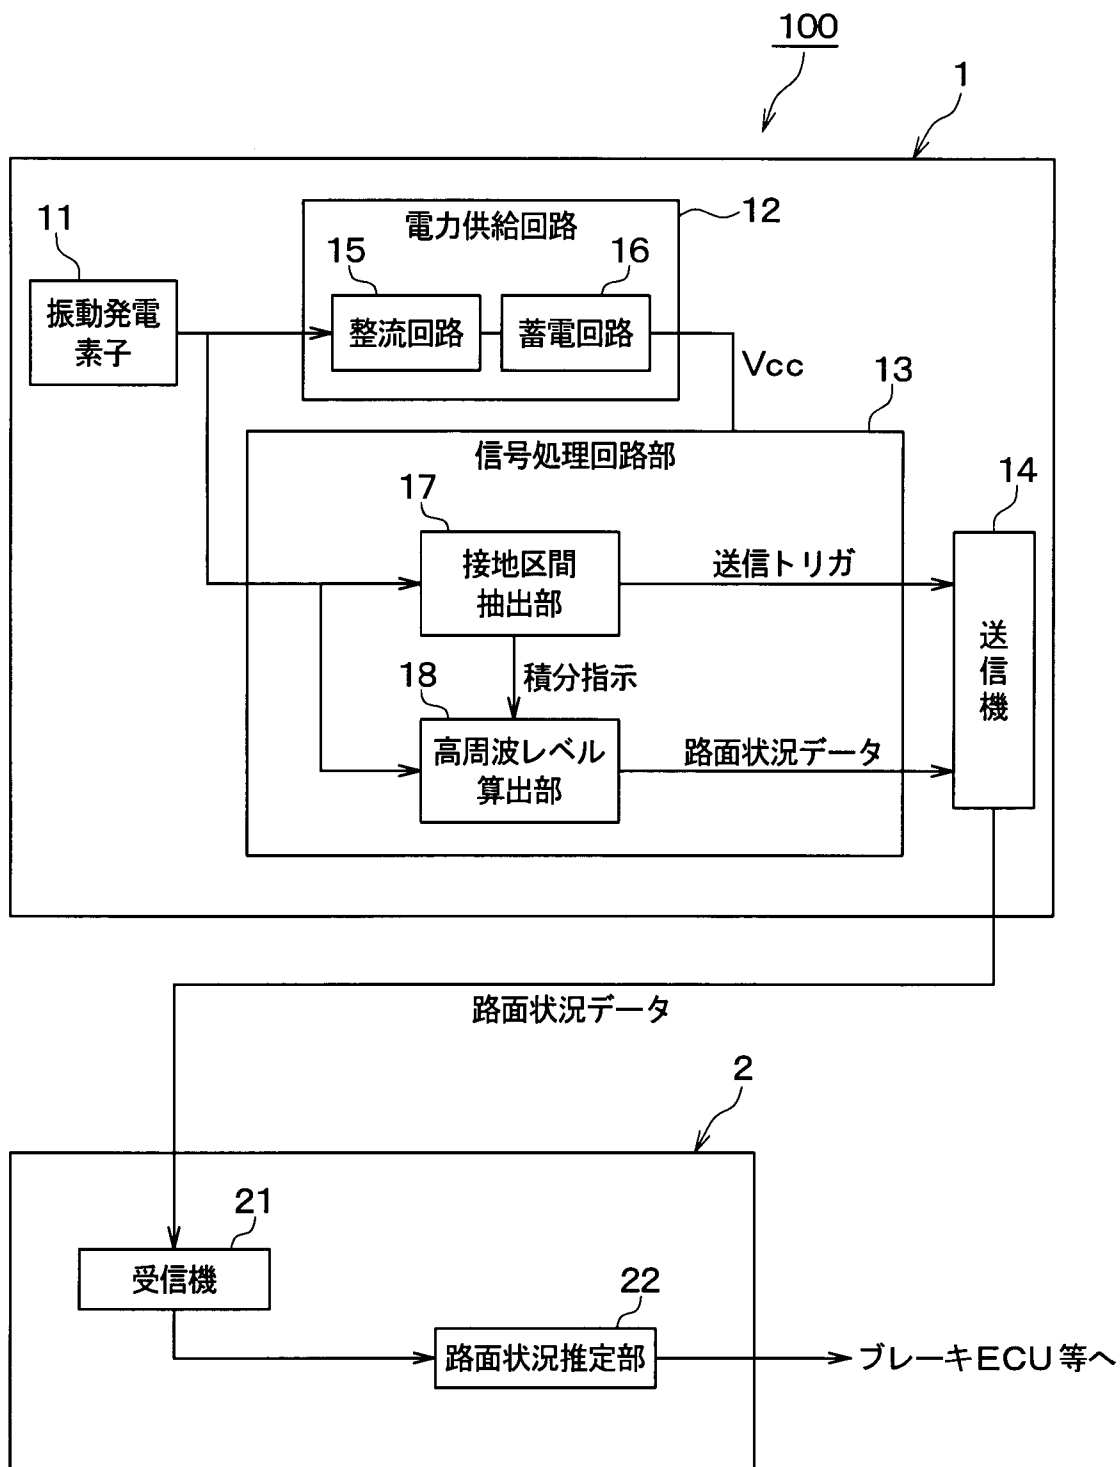 100
1
11
振動発電
素子
電力供給回路
12
15
整流回路
16
蓄電回路
Vcc
13
信号処理回路部
17
接地区間
抽出部
送信トリガ
14
送信機
積分指示
18
高周波レベル
算出部
路面状況データ
路面状況データ
2
21
受信機
22
路面状況推定部
ブレーキECU等へ